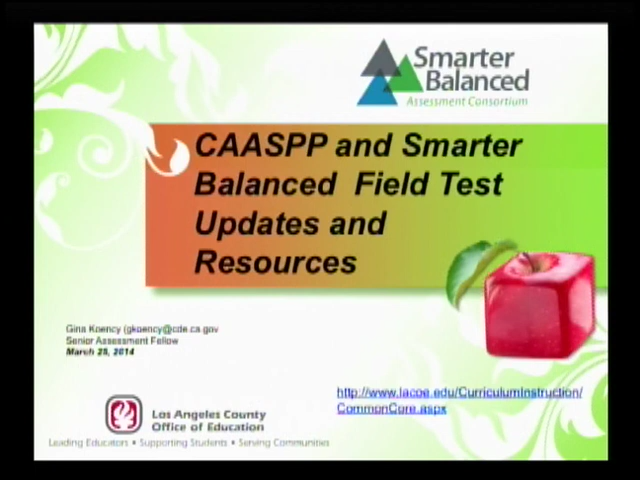 Smarter
Balanced
Assessment Consortium
CAASPP and Smarter
Balanced Field Test
Updates and
Resources
Gina Koency (gkoency@cde.ca.gov
Senior Assessment Fellow
March 25, 2014
http://www.lacoe.edu/CurriculumInstruction/
CommonCore.aspx
Los Angeles County
Office of Education
Leading Educators • Supporting Students • Serving Communities